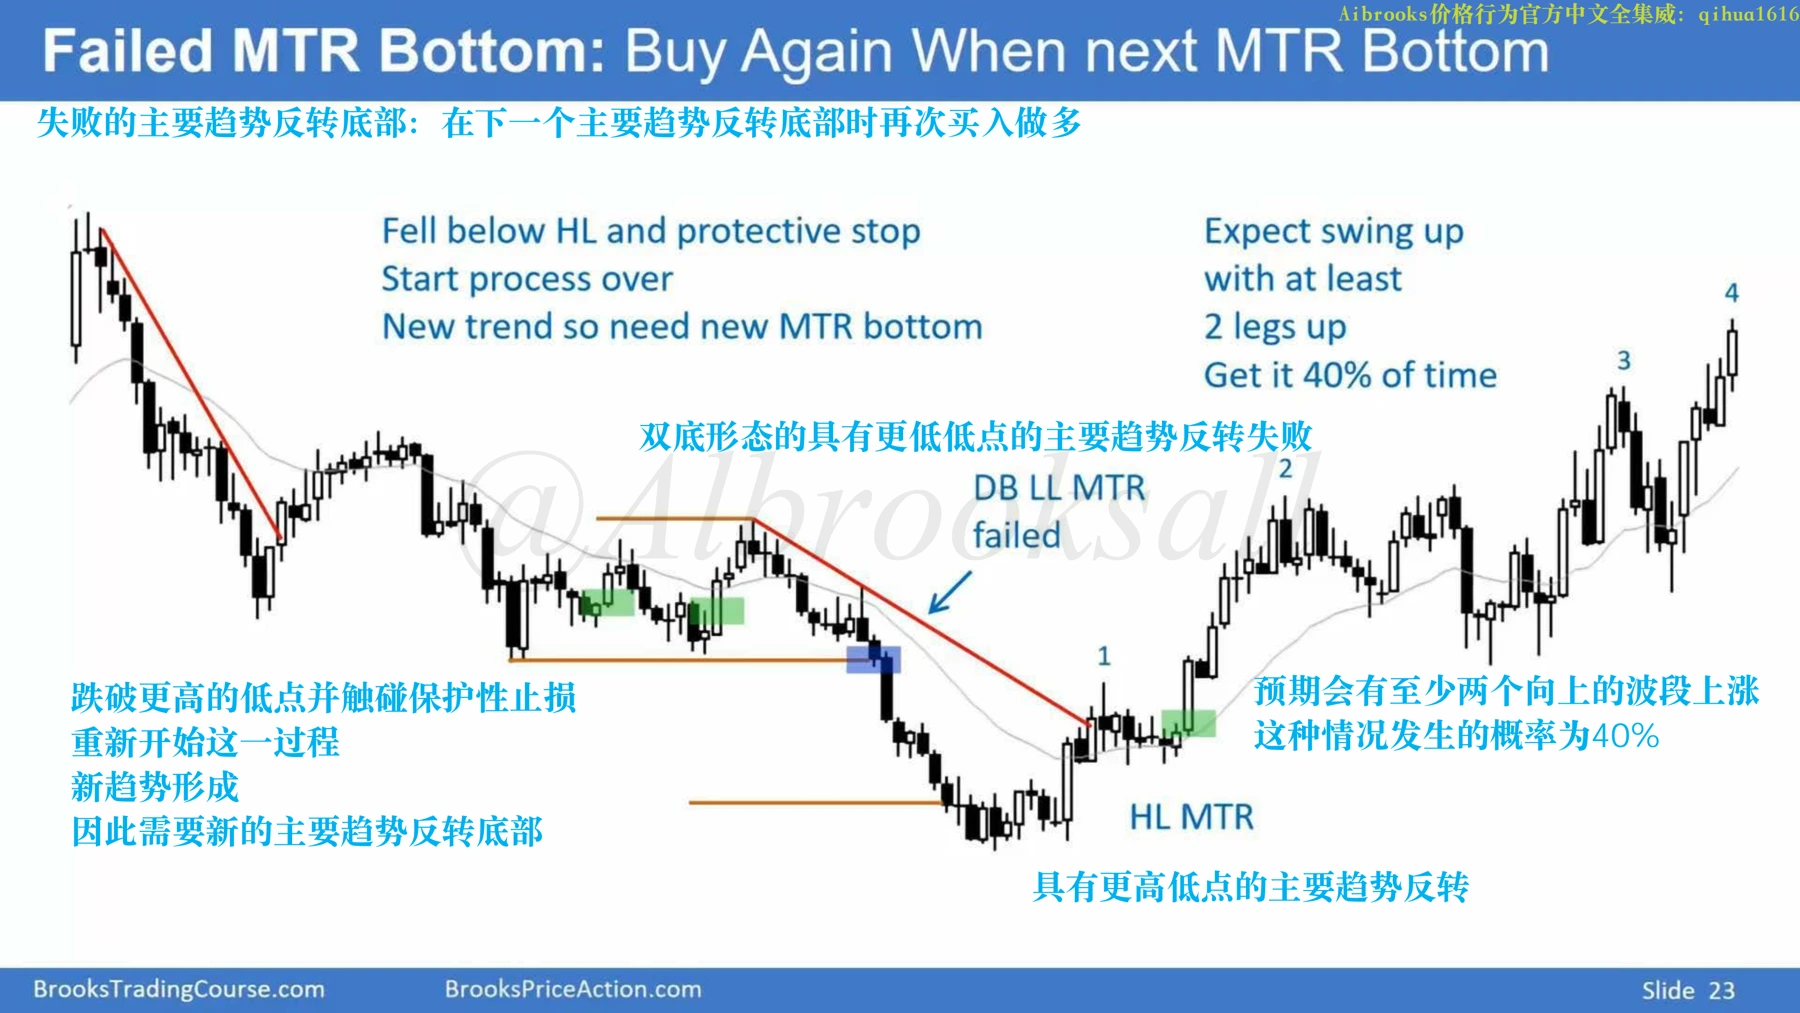 Aibrooks价格行为官方中文全集威：qihua1616
Failed MTR Bottom: Buy Again When next MTR Bottom
失败的主要趋势反转底部：在下一个主要趋势反转底部时再次买入做多
Fell below HL and protective stop
Start process over
New trend so need new MTR bottom
Expect swing up
with at least
2 legs up
Get it 40% of time
4
3
双底形态的具有更低低点的主要趋势反转失败
@Albrooksall
2
DB LL MTR
failed
1
跌破更高的低点并触碰保护性止损
重新开始这一过程
新趋势形成
因此需要新的主要趋势反转底部
预期会有至少两个向上的波段上涨
这种情况发生的概率为40%
HL MTR
具有更高低点的主要趋势反转
BrooksTradingCourse.com
BrooksPriceAction.com
Slide 23